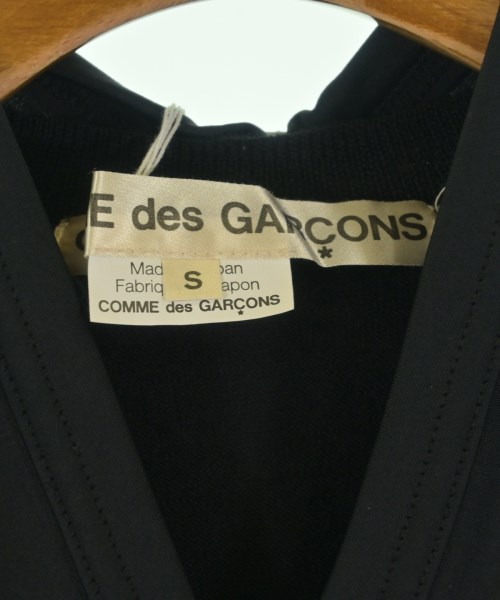 E des GARÇONS
S
Mad pan
Fabriq apon
COMME des GARÇONS